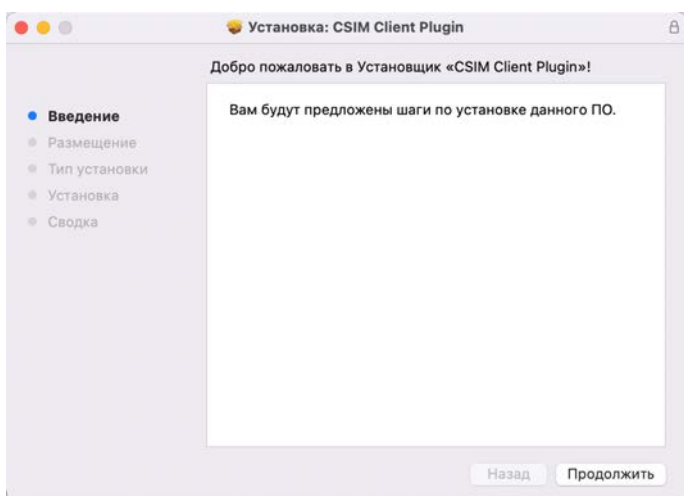 Установка: CSIM Client Plugin
Добро пожаловать в Установщик «CSIM Client Plugin»!
Введение
Размещение
Тип установки
Установка
Сводка
Вам будут предложены шаги по установке данного ПО.
Назад
Продолжить